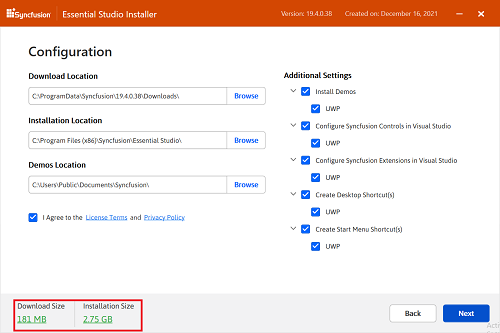 Syncfusion Essential Studio Installer Version: 19.4.0.38 Created on: December 16, 2021
Configuration
Download Location
C:\ProgramData\Syncfusion\19.4.0.38\Downloads\ Browse
Installation Location
C:\Program Files (x86)\Syncfusion\Essential Studio\ Browse
Demos Location
C:\Users\Public\Documents\Syncfusion\ Browse
I Agree to the License Terms and Privacy Policy
Additional Settings
Install Demos
UWP
Configure Syncfusion Controls in Visual Studio
UWP
Configure Syncfusion Extensions in Visual Studio
UWP
Create Desktop Shortcut(s)
UWP
Create Start Menu Shortcut(s)
UWP
Download Size Installation Size
181 MB 2.75 GB
Back Next